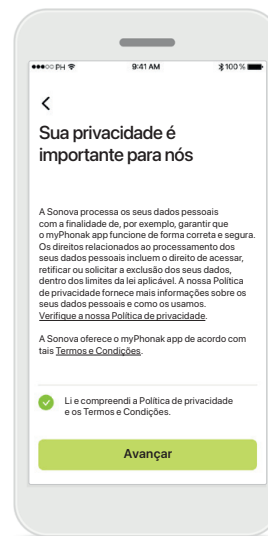 PH 9:41 AM 100 %
Sua privacidade é
importante para nós
A Sonova processa os seus dados pessoais
com a finalidade de, por exemplo, garantir que
o myPhonak app funcione de forma correta e segura.
Os direitos relacionados ao processamento dos
seus dados pessoais incluem o direito de acessar,
retificar ou solicitar a exclusão dos seus dados,
dentro dos limites da lei aplicável. A nossa Política
de privacidade fornece mais informações sobre os
seus dados pessoais e como os usamos.
Verifique a nossa Política de privacidade.
A Sonova oferece o myPhonak app de acordo com
tais Termos e Condições.
Li e compreendi a Política de privacidade
e os Termos e Condições.
Avançar